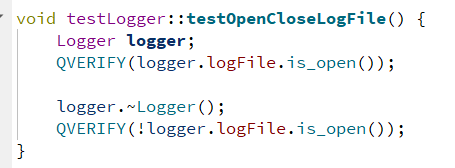 void testLogger::testOpenCloseLogFile() {
    Logger logger;
    QVERIFY(logger.logFile.is_open());

    logger.~Logger();
    QVERIFY(!logger.logFile.is_open());
}